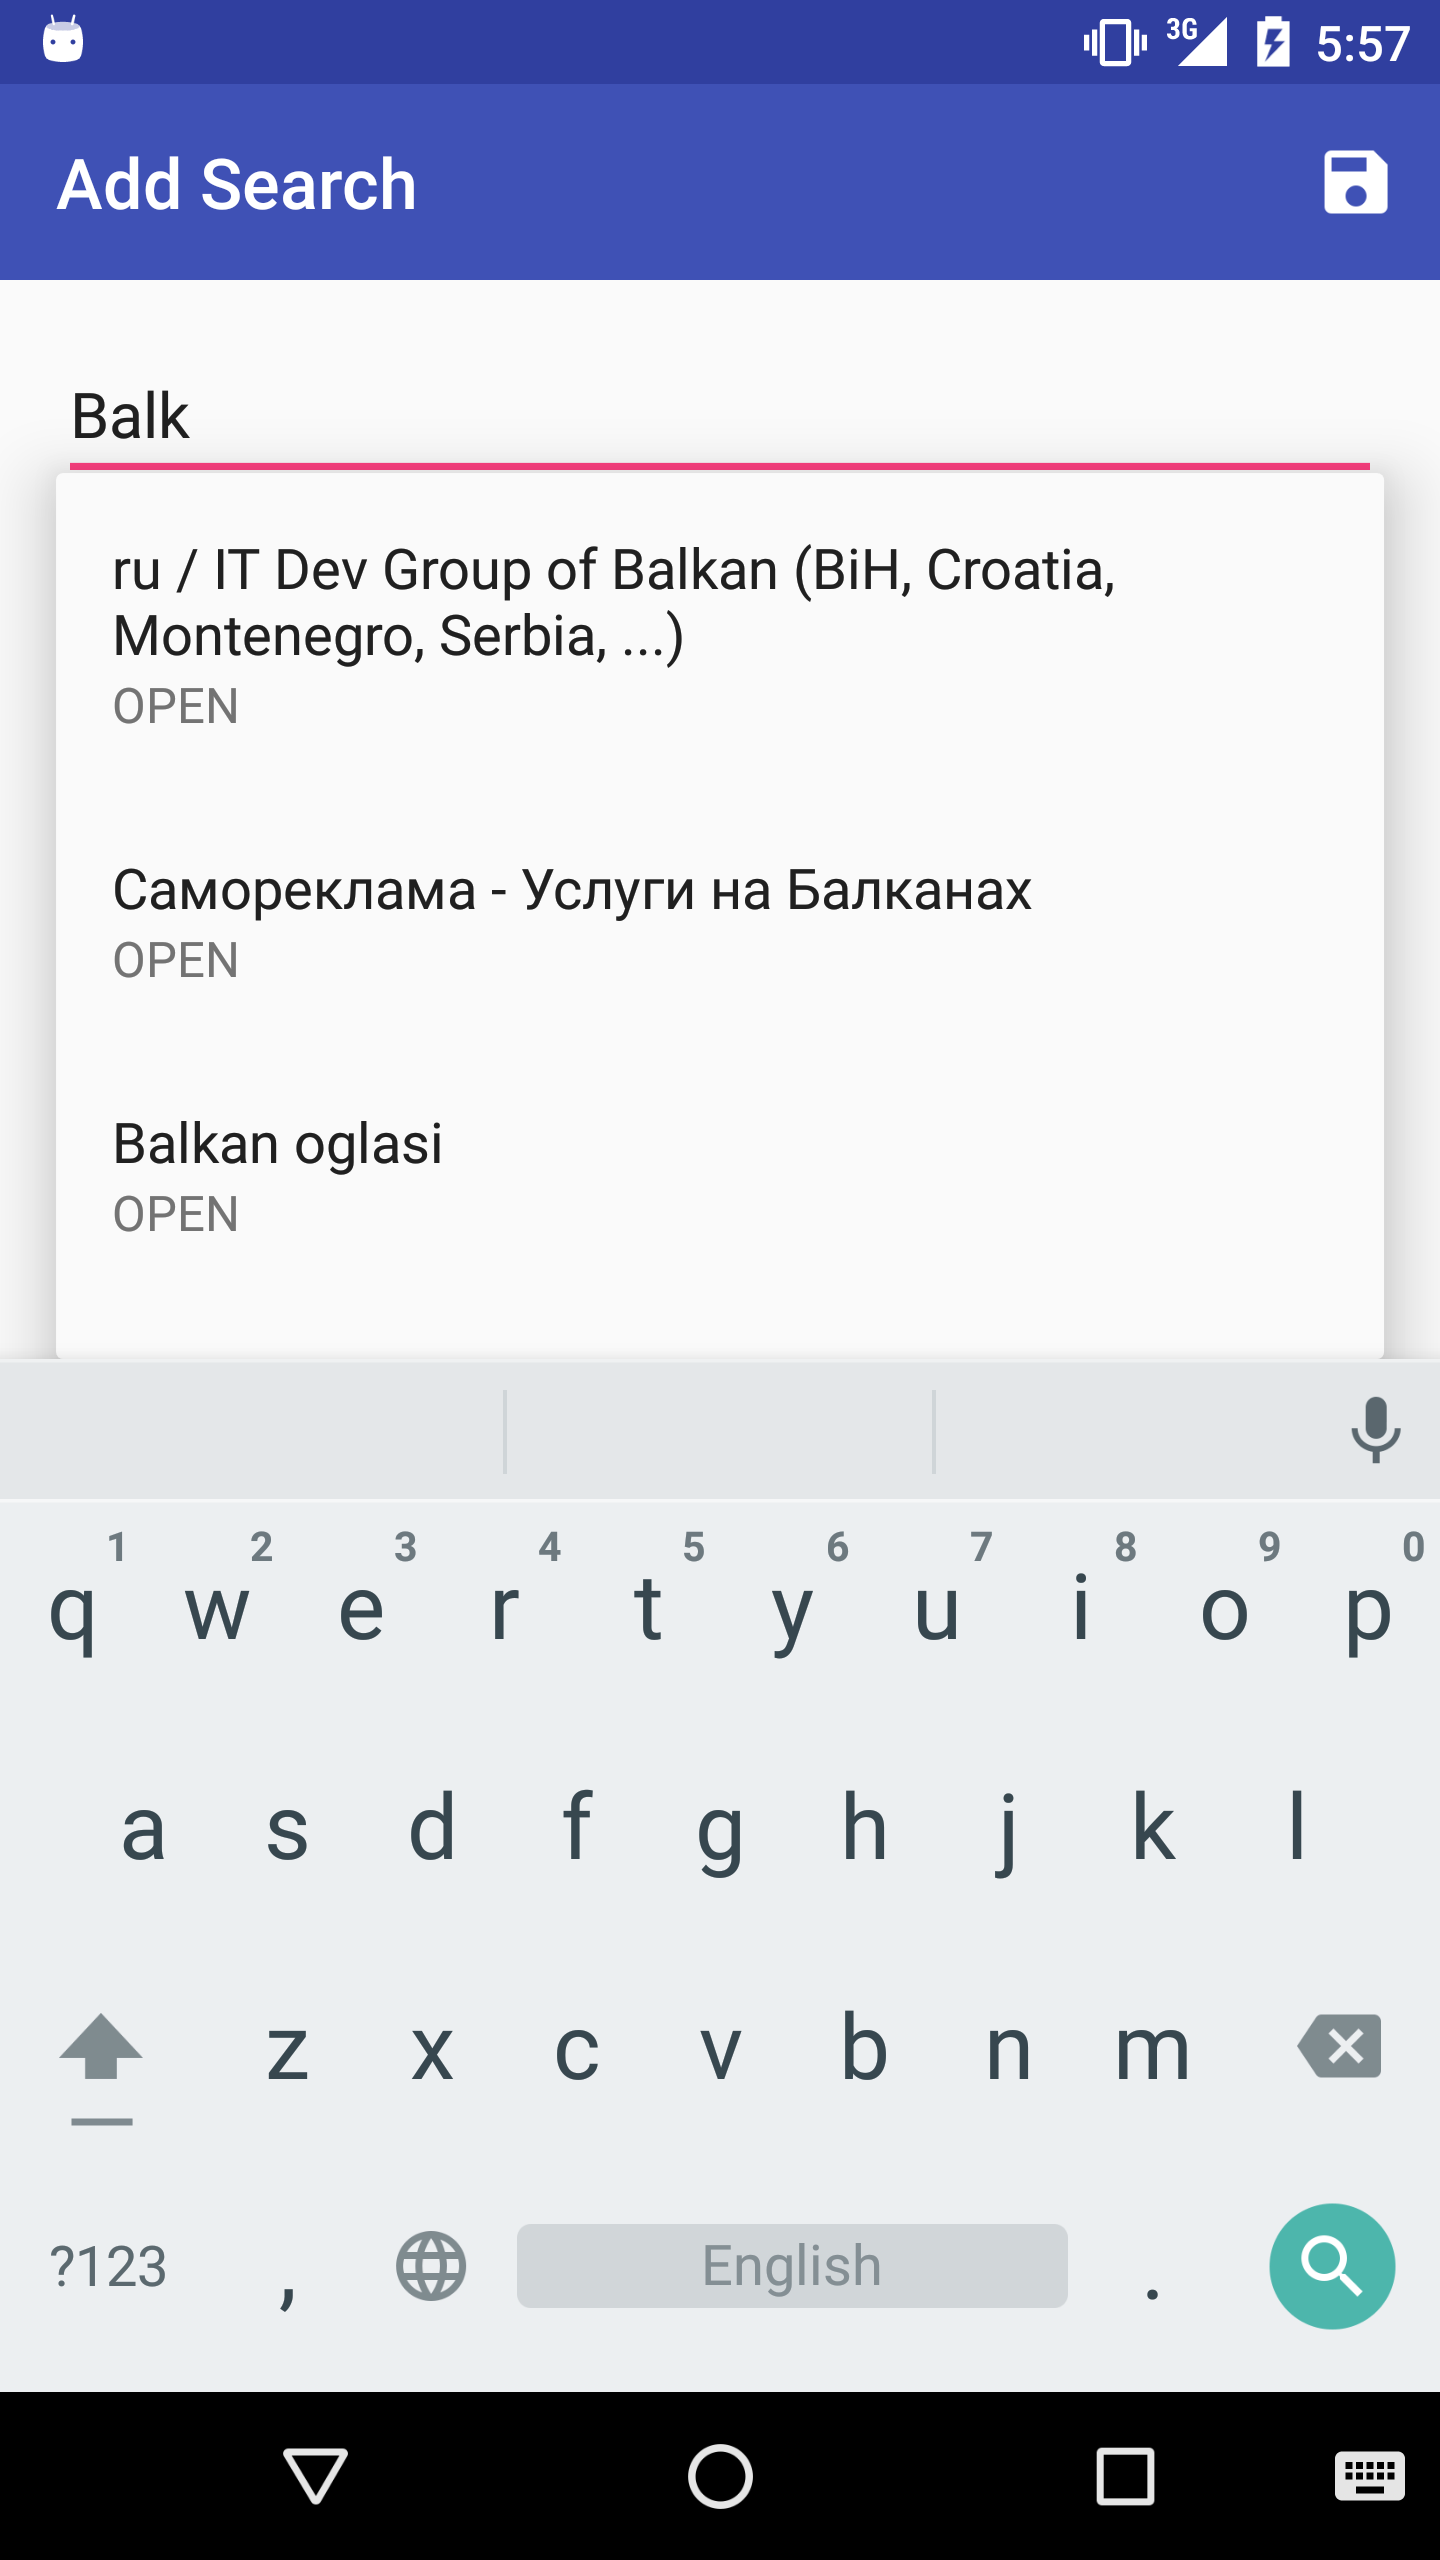 3G 5:57
Add Search
Balk
ru / IT Dev Group of Balkan (BiH, Croatia,
Montenegro, Serbia, ...)
OPEN
Самореклама - Услуги на Балканах
OPEN
Balkan oglasi
OPEN
1 2 3 4 5 6 7 8 9 0
q w e r t y u i o p
a s d f g h j k l
z x c v b n m
?123 , English .